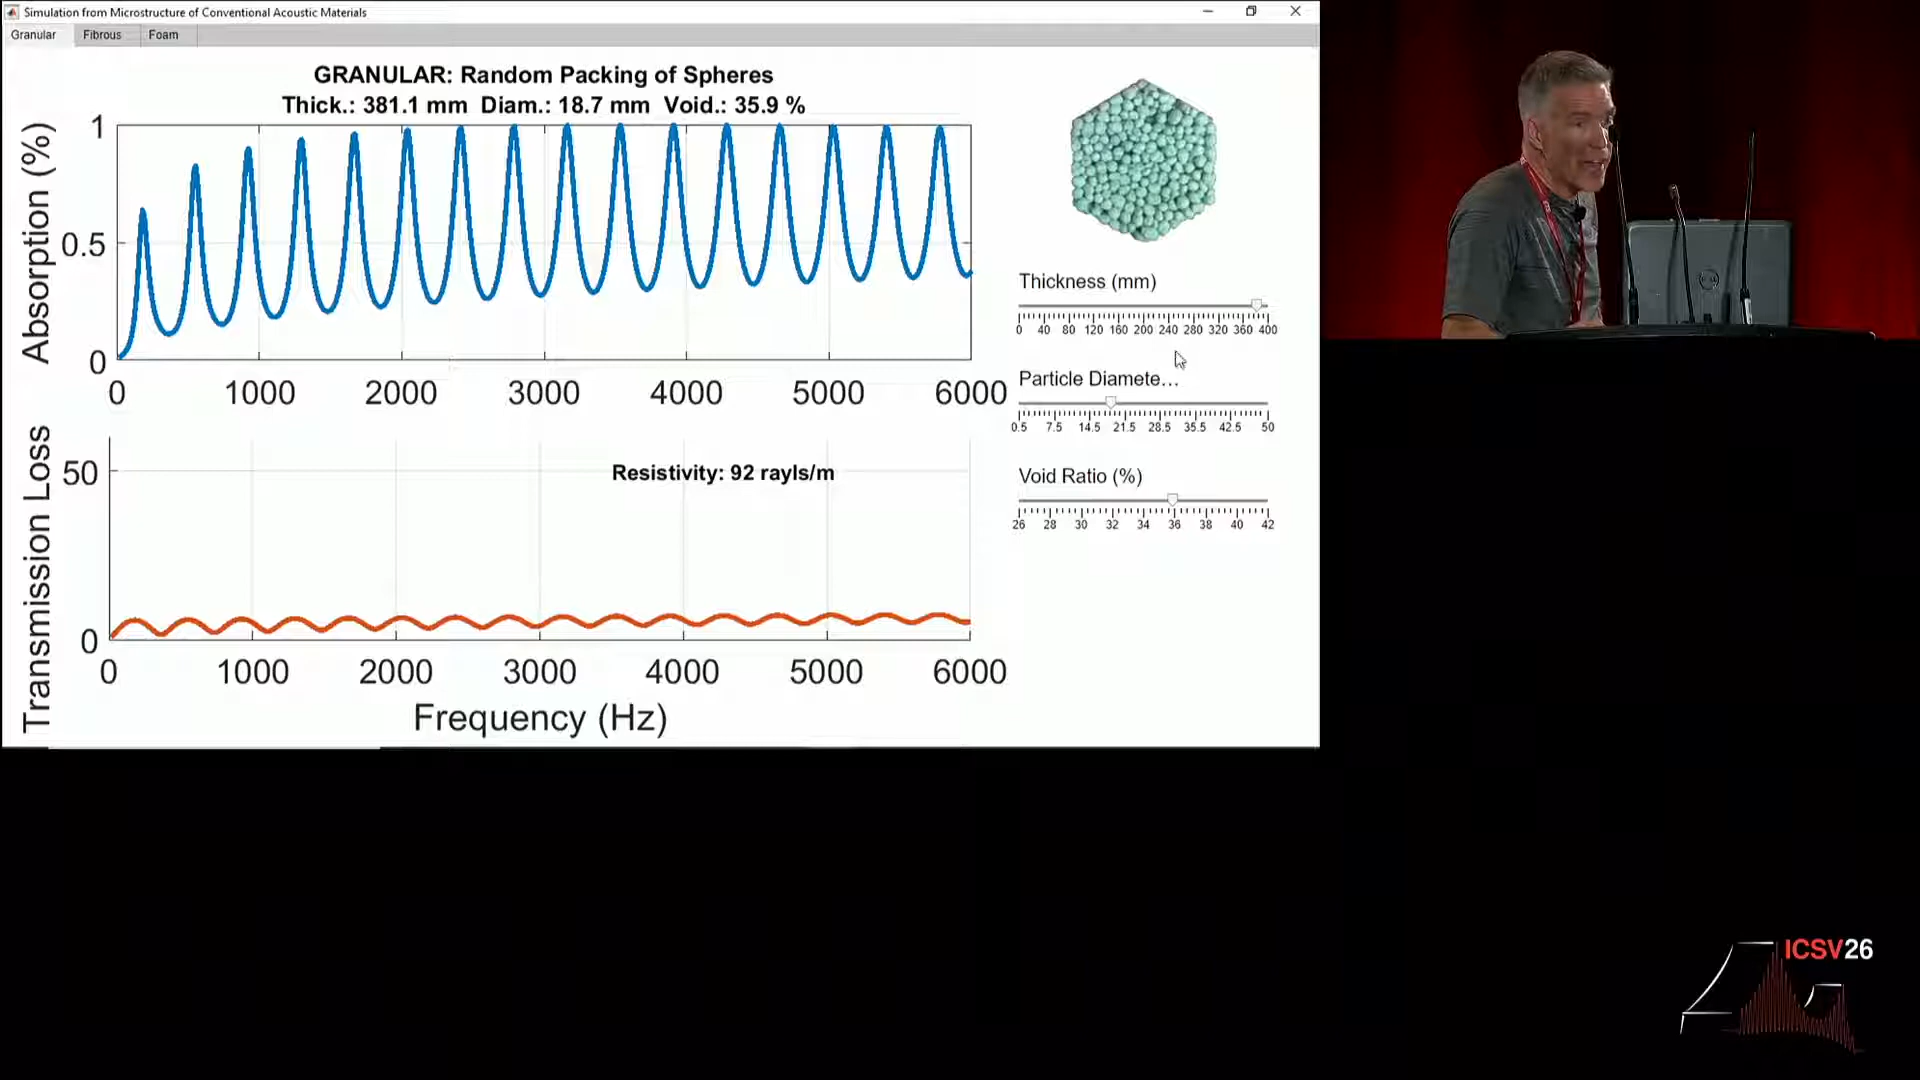 Simulation from Microstructure of Conventional Acoustic Materials
Granular Fibrous Foam
GRANULAR: Random Packing of Spheres
Thick.: 381.1 mm Diam.: 18.7 mm Void.: 35.9 %
Absorption (%)
1
0.5
0
0 1000 2000 3000 4000 5000 6000
Transmission Loss
50
0
Resistivity: 92 rayls/m
0 1000 2000 3000 4000 5000 6000
Frequency (Hz)
Thickness (mm)
0 40 80 120 160 200 240 280 320 360 400
Particle Diamete...
0.5 7.5 14.5 21.5 28.5 35.5 42.5 50
Void Ratio (%)
26 28 30 32 34 36 38 40 42
ICSV26